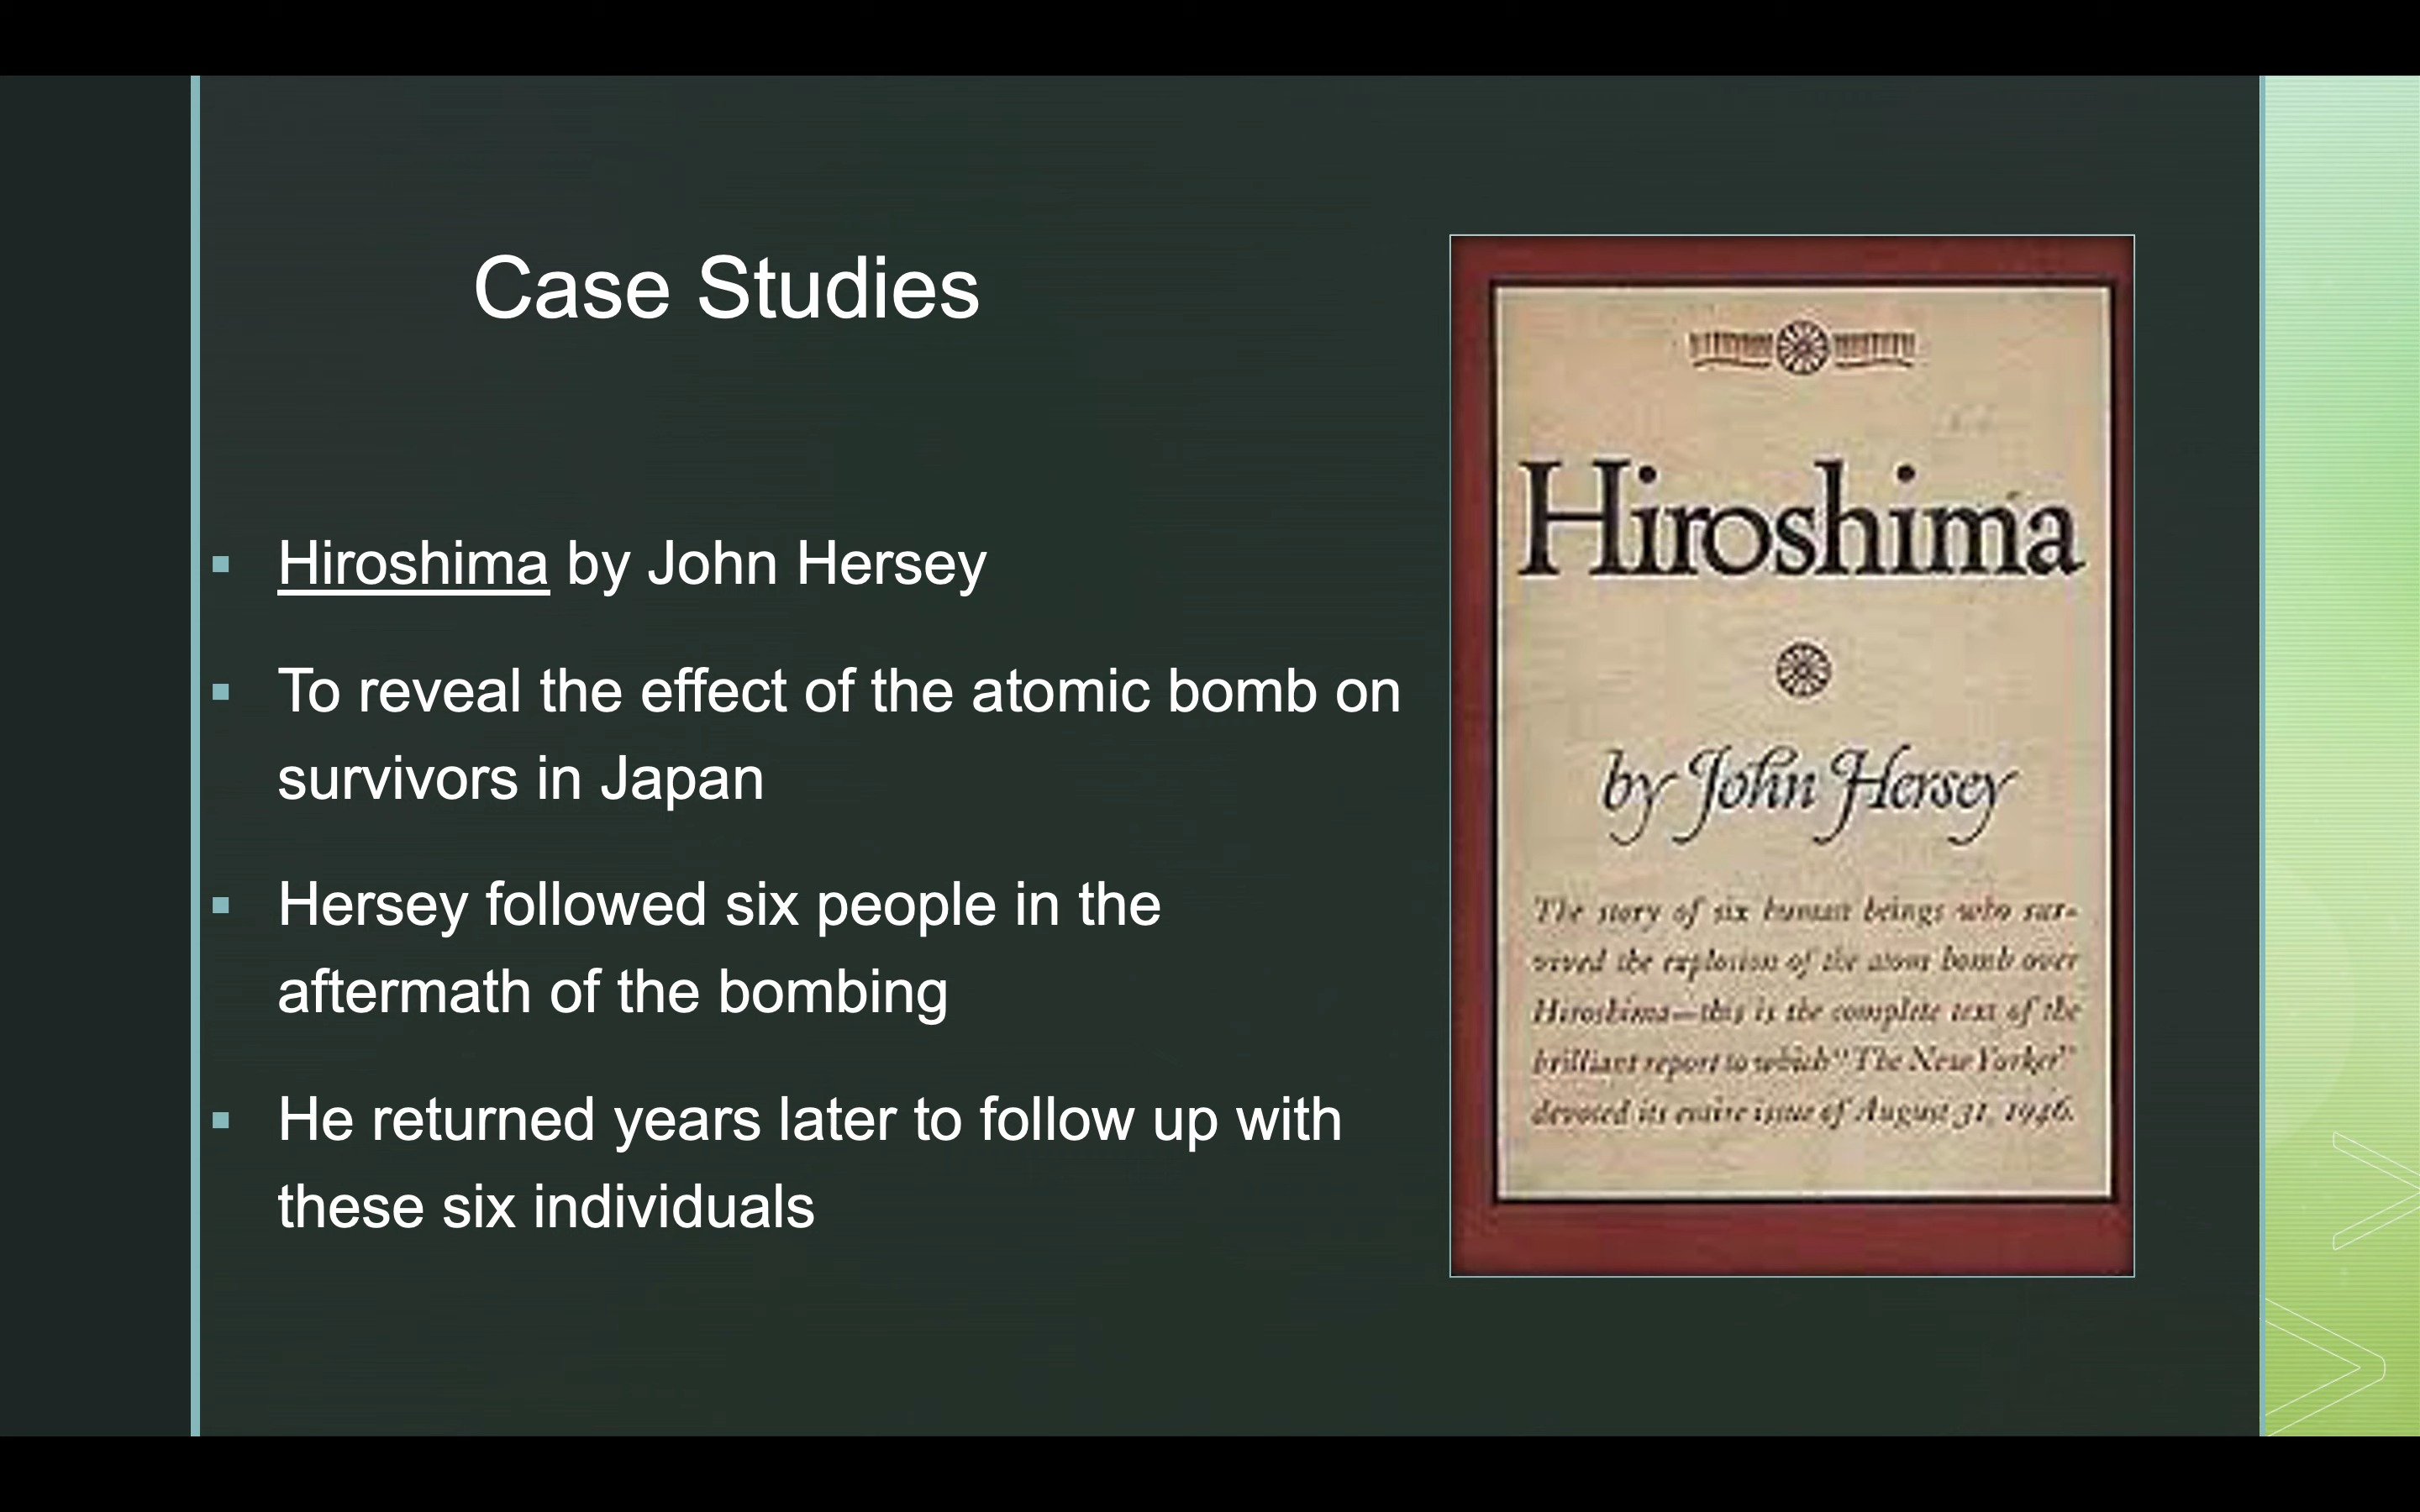 Case Studies
Hiroshima by John Hersey
To reveal the effect of the atomic bomb on
survivors in Japan
Hersey followed six people in the
aftermath of the bombing
He returned years later to follow up with
these six individuals
Hiroshima
by John Hersey
The story of six human beings who sur-
vived the explosion of the atom bomb over
Hiroshima—this is the complete text of the
brilliant report to which "The New Yorker"
devoted its entire issue of August 31, 1946.